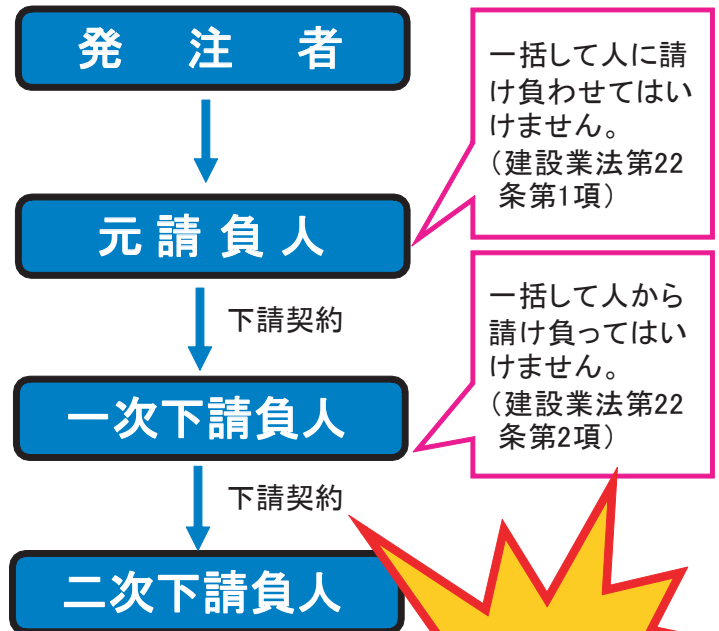 発　注　者
一括して人に請
け負わせてはい
けません。
（建設業法第22
条第1項）
元 請 負 人
下請契約
一括して人から
請け負ってはい
けません。
（建設業法第22
条第2項）
一次下請負人
下請契約
二次下請負人